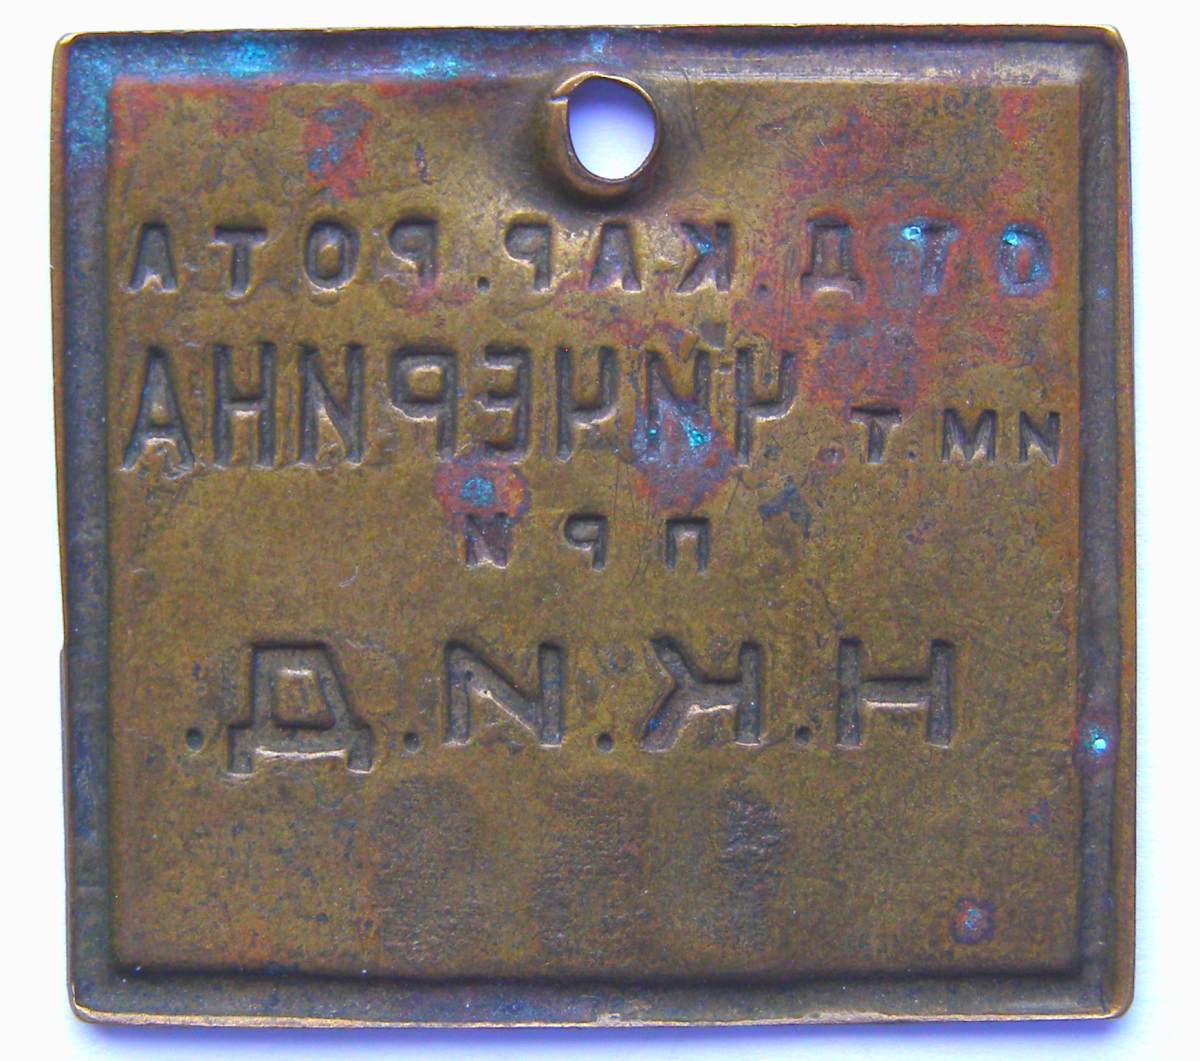 ОТД. КАР. РОТА
ИМ. Т. ЧИЧЕРИНА
ПРИ
Н.К.И.Д.